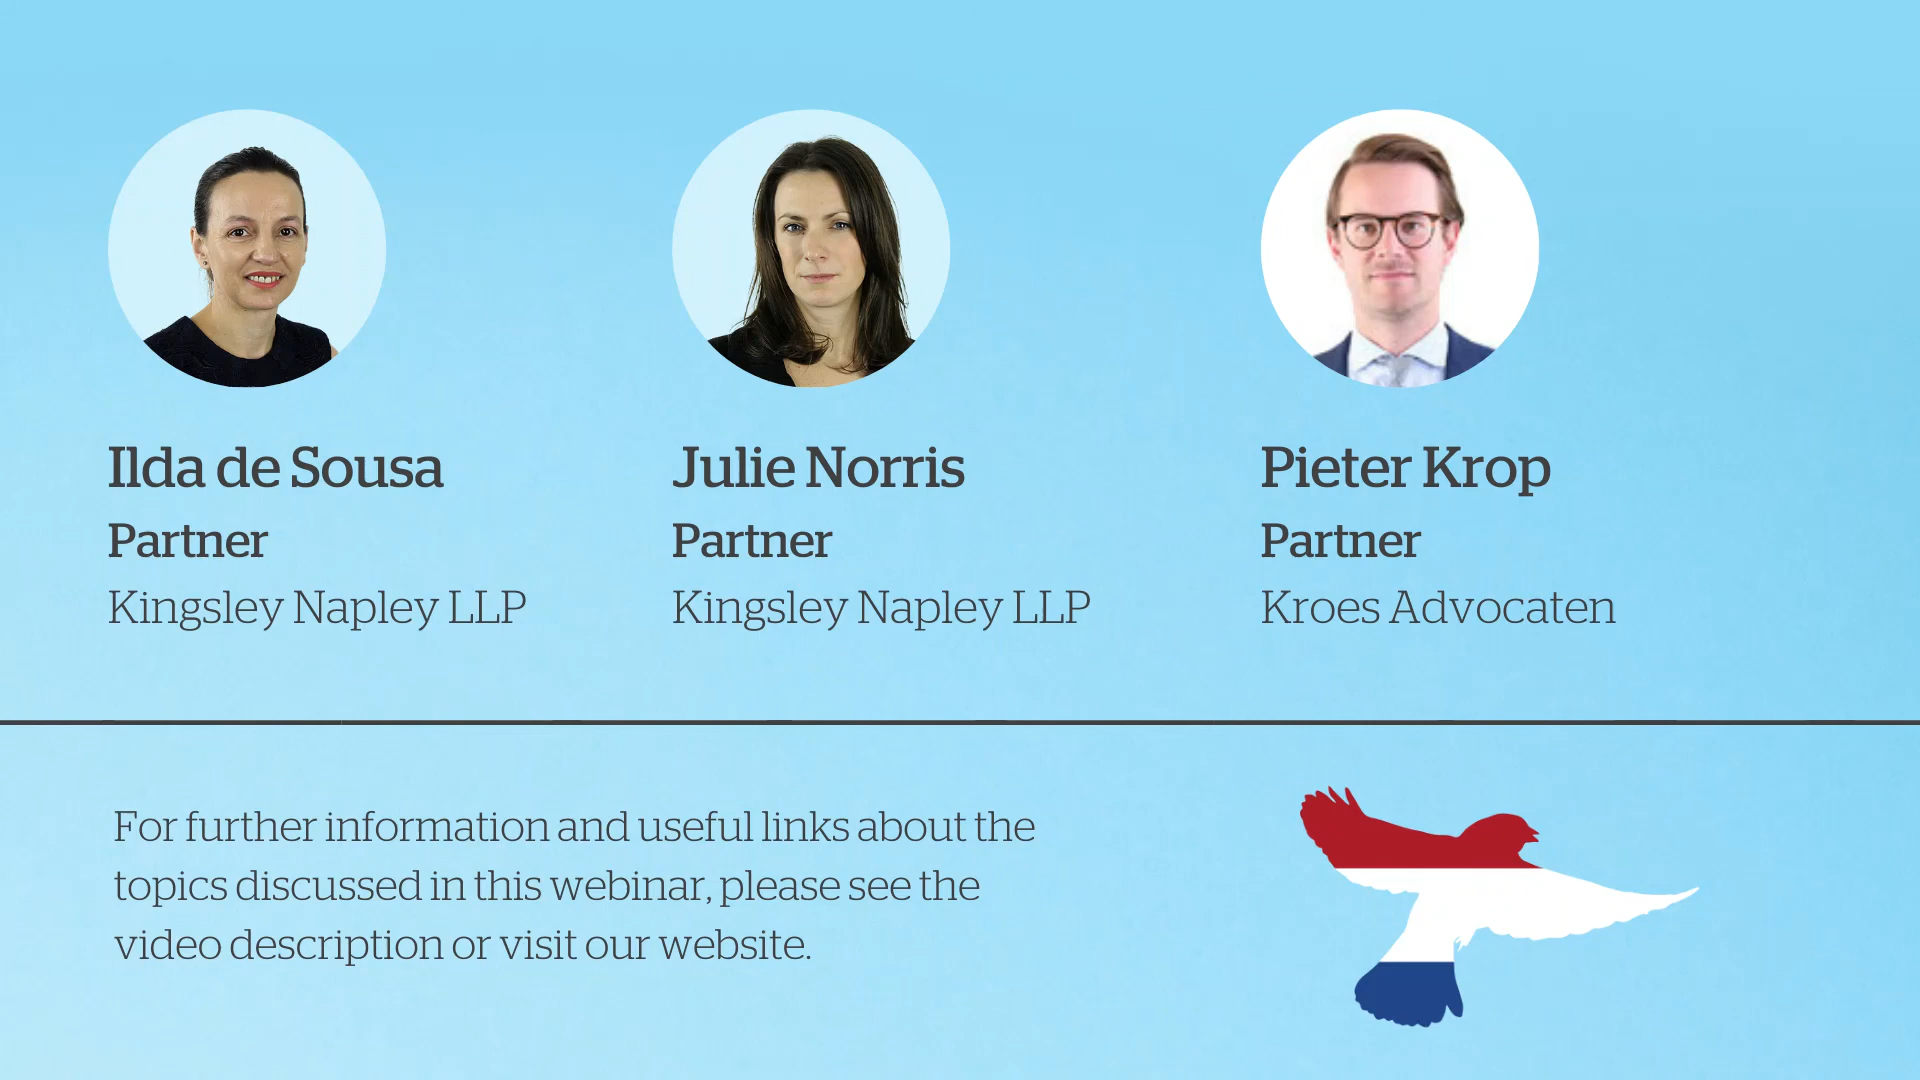 Ilda de Sousa
Partner
Kingsley Napley LLP
Julie Norris
Partner
Kingsley Napley LLP
Pieter Krop
Partner
Kroes Advocaten
For further information and useful links about the
topics discussed in this webinar, please see the
video description or visit our website.